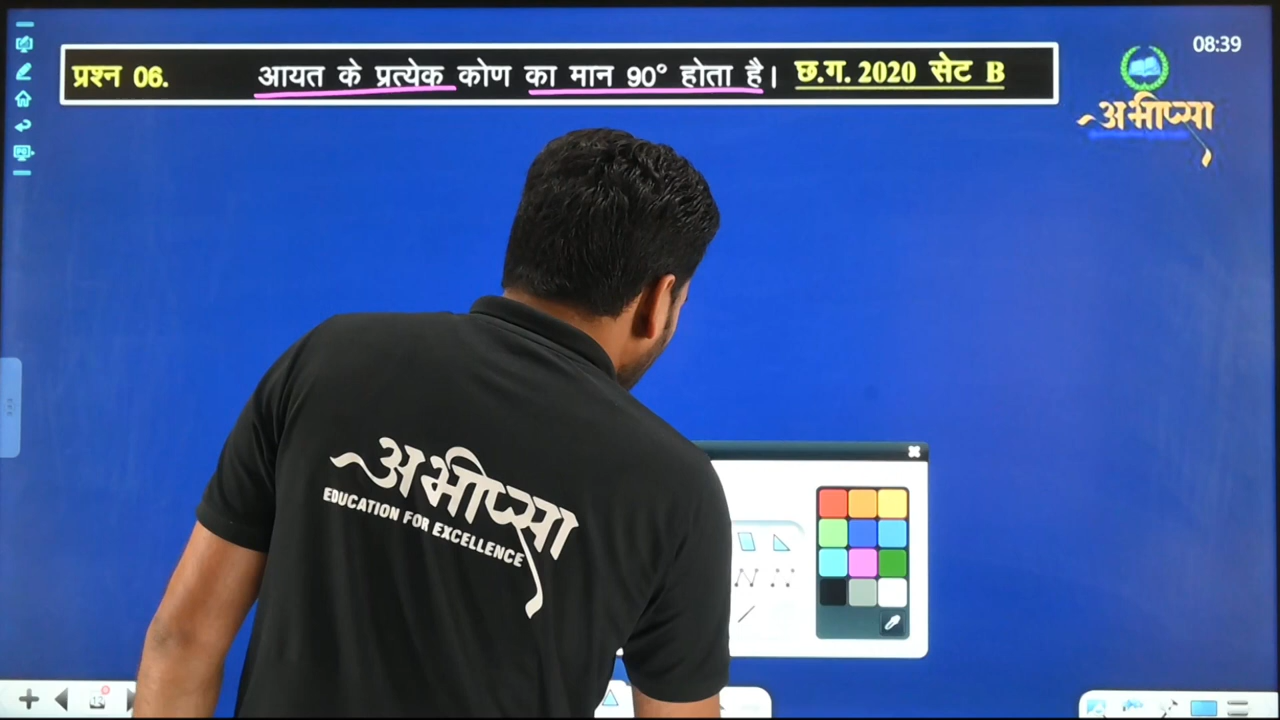 प्रश्न 06. आयत के प्रत्येक कोण का मान 90° होता है। छ.ग. 2020 सेट B
08:39
अभीप्सा
अभीप्सा
EDUCATION FOR EXCELLENCE